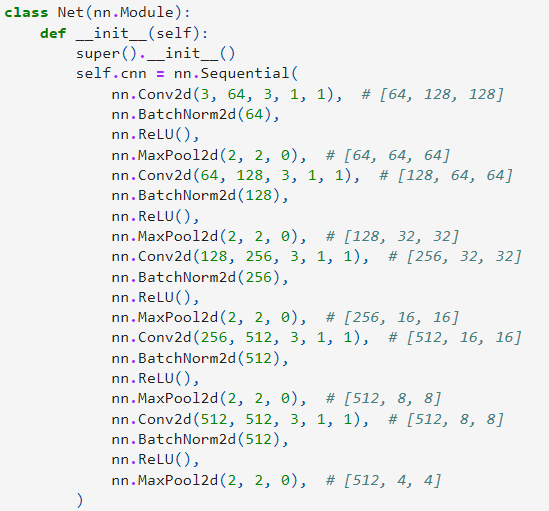 class Net(nn.Module):
    def __init__(self):
        super().__init__()
        self.cnn = nn.Sequential(
            nn.Conv2d(3, 64, 3, 1, 1),  # [64, 128, 128]
            nn.BatchNorm2d(64),
            nn.ReLU(),
            nn.MaxPool2d(2, 2, 0),  # [64, 64, 64]
            nn.Conv2d(64, 128, 3, 1, 1),  # [128, 64, 64]
            nn.BatchNorm2d(128),
            nn.ReLU(),
            nn.MaxPool2d(2, 2, 0),  # [128, 32, 32]
            nn.Conv2d(128, 256, 3, 1, 1),  # [256, 32, 32]
            nn.BatchNorm2d(256),
            nn.ReLU(),
            nn.MaxPool2d(2, 2, 0),  # [256, 16, 16]
            nn.Conv2d(256, 512, 3, 1, 1),  # [512, 16, 16]
            nn.BatchNorm2d(512),
            nn.ReLU(),
            nn.MaxPool2d(2, 2, 0),  # [512, 8, 8]
            nn.Conv2d(512, 512, 3, 1, 1),  # [512, 8, 8]
            nn.BatchNorm2d(512),
            nn.ReLU(),
            nn.MaxPool2d(2, 2, 0),  # [512, 4, 4]
        )